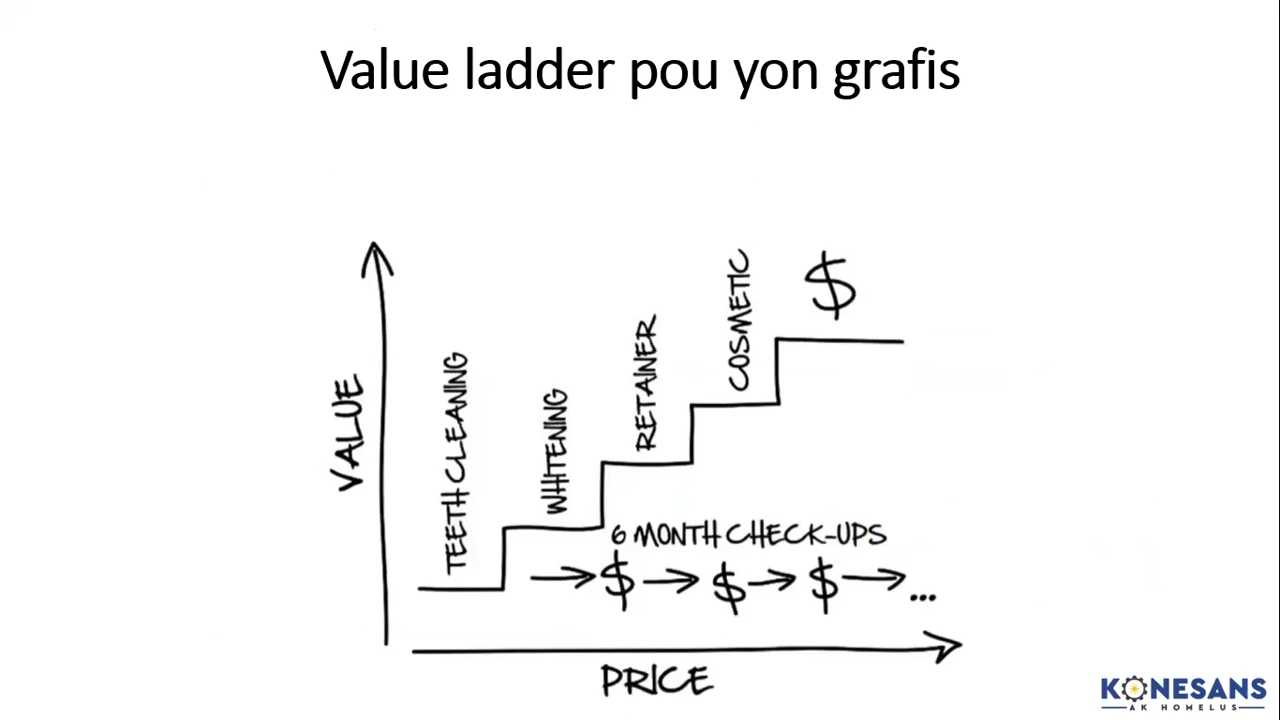 Value ladder pou yon grafis
VALUE
TEETH CLEANING
WHITENING
RETAINER
COSMETIC
$
6 MONTH CHECK-UPS
$ $ $ ...
PRICE
KONESANS
AK HOMELUS